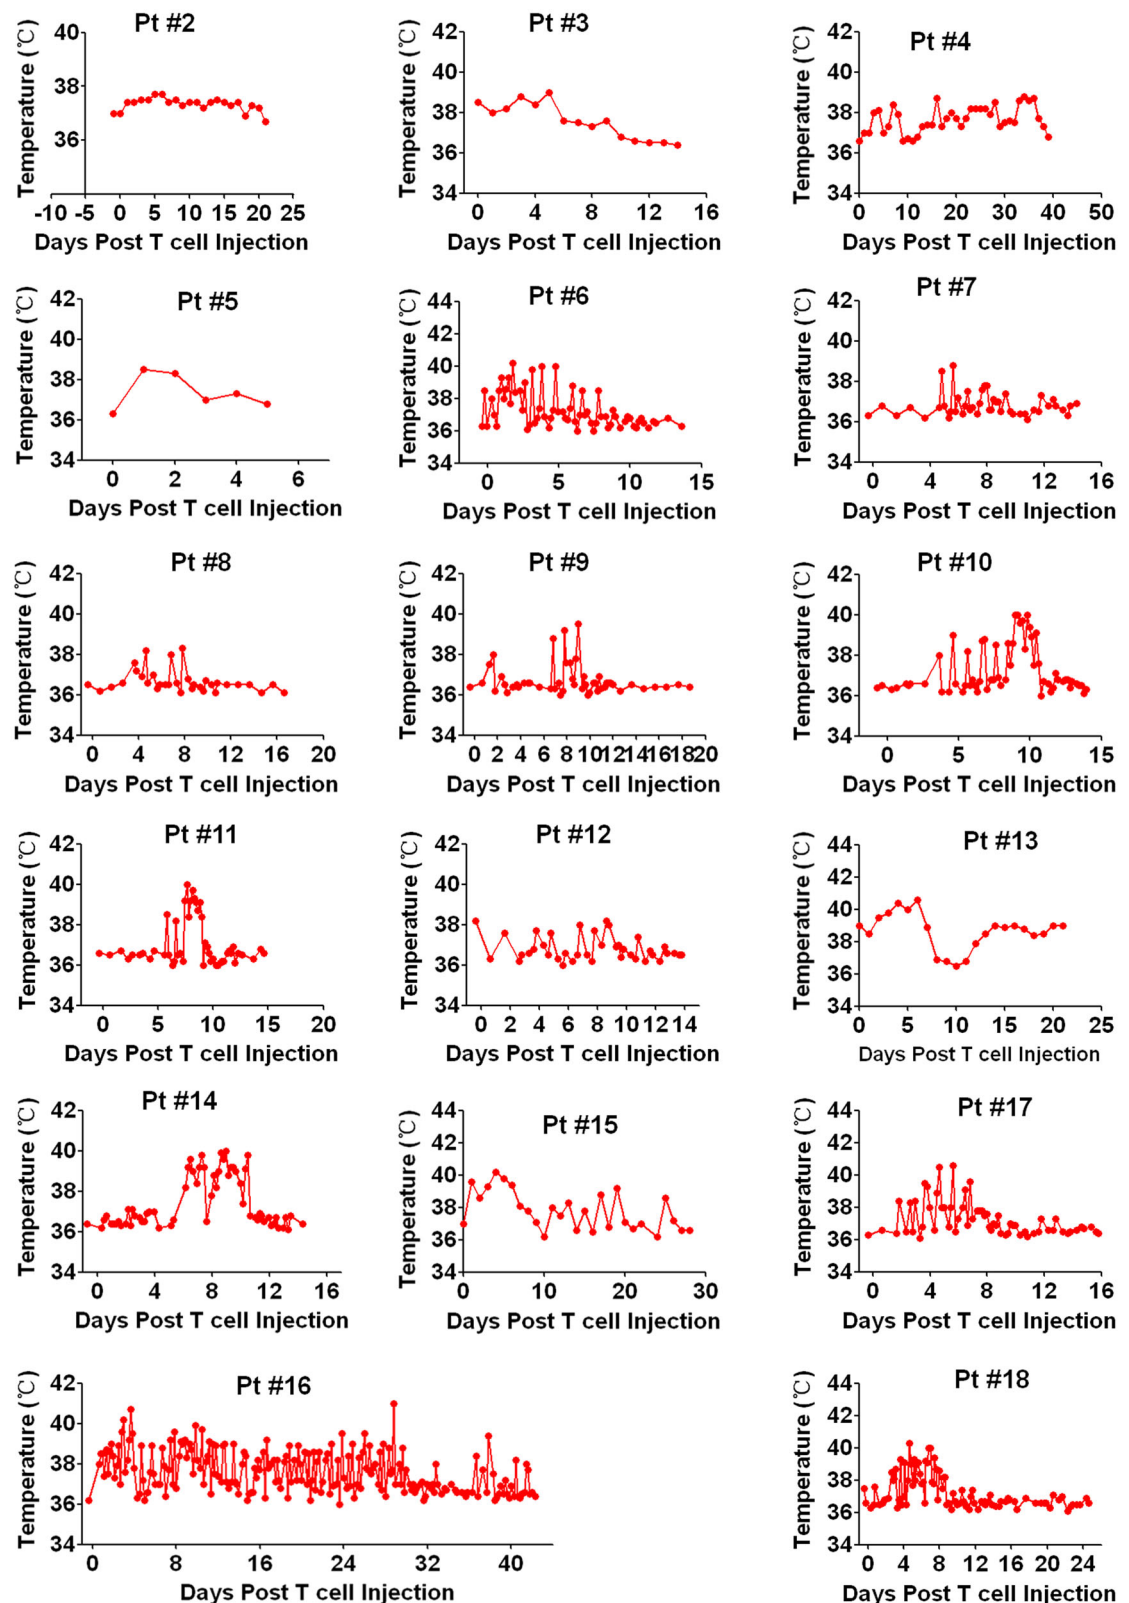 Pt #2
Temperature (℃)
40
38
36
-10 -5 0 5 10 15 20 25
Days Post T cell Injection
Pt #3
Temperature (℃)
42
40
38
36
34
0 4 8 12 16
Days Post T cell Injection
Pt #4
Temperature (℃)
42
40
38
36
34
0 10 20 30 40 50
Days Post T cell Injection
Pt #5
Temperature (℃)
42
40
38
36
34
0 2 4 6
Days Post T cell Injection
Pt #6
Temperature (℃)
44
42
40
38
36
34
0 5 10 15
Days Post T cell Injection
Pt #7
Temperature (℃)
42
40
38
36
34
0 4 8 12 16
Days Post T cell Injection
Pt #8
Temperature (℃)
42
40
38
36
34
0 4 8 12 16 20
Days Post T cell Injection
Pt #9
Temperature (℃)
42
40
38
36
34
0 2 4 6 8 10 12 14 16 18 20
Days Post T cell Injection
Pt #10
Temperature (℃)
42
40
38
36
34
0 5 10 15
Days Post T cell Injection
Pt #11
Temperature (℃)
42
40
38
36
34
0 5 10 15 20
Days Post T cell Injection
Pt #12
Temperature (℃)
42
40
38
36
34
0 2 4 6 8 10 12 14
Days Post T cell Injection
Pt #13
Temperature (℃)
42
40
38
36
34
0 5 10 15 20 25
Days Post T cell Injection
Pt #14
Temperature (℃)
42
40
38
36
34
0 4 8 12 16
Days Post T cell Injection
Pt #15
Temperature (℃)
44
42
40
38
36
34
0 10 20 30
Days Post T cell Injection
Pt #17
Temperature (℃)
44
42
40
38
36
34
0 4 8 12 16
Days Post T cell Injection
Pt #16
Temperature (℃)
42
40
38
36
34
0 8 16 24 32 40
Days Post T cell Injection
Pt #18
Temperature (℃)
44
42
40
38
36
34
0 4 8 12 16 20 24
Days Post T cell Injection